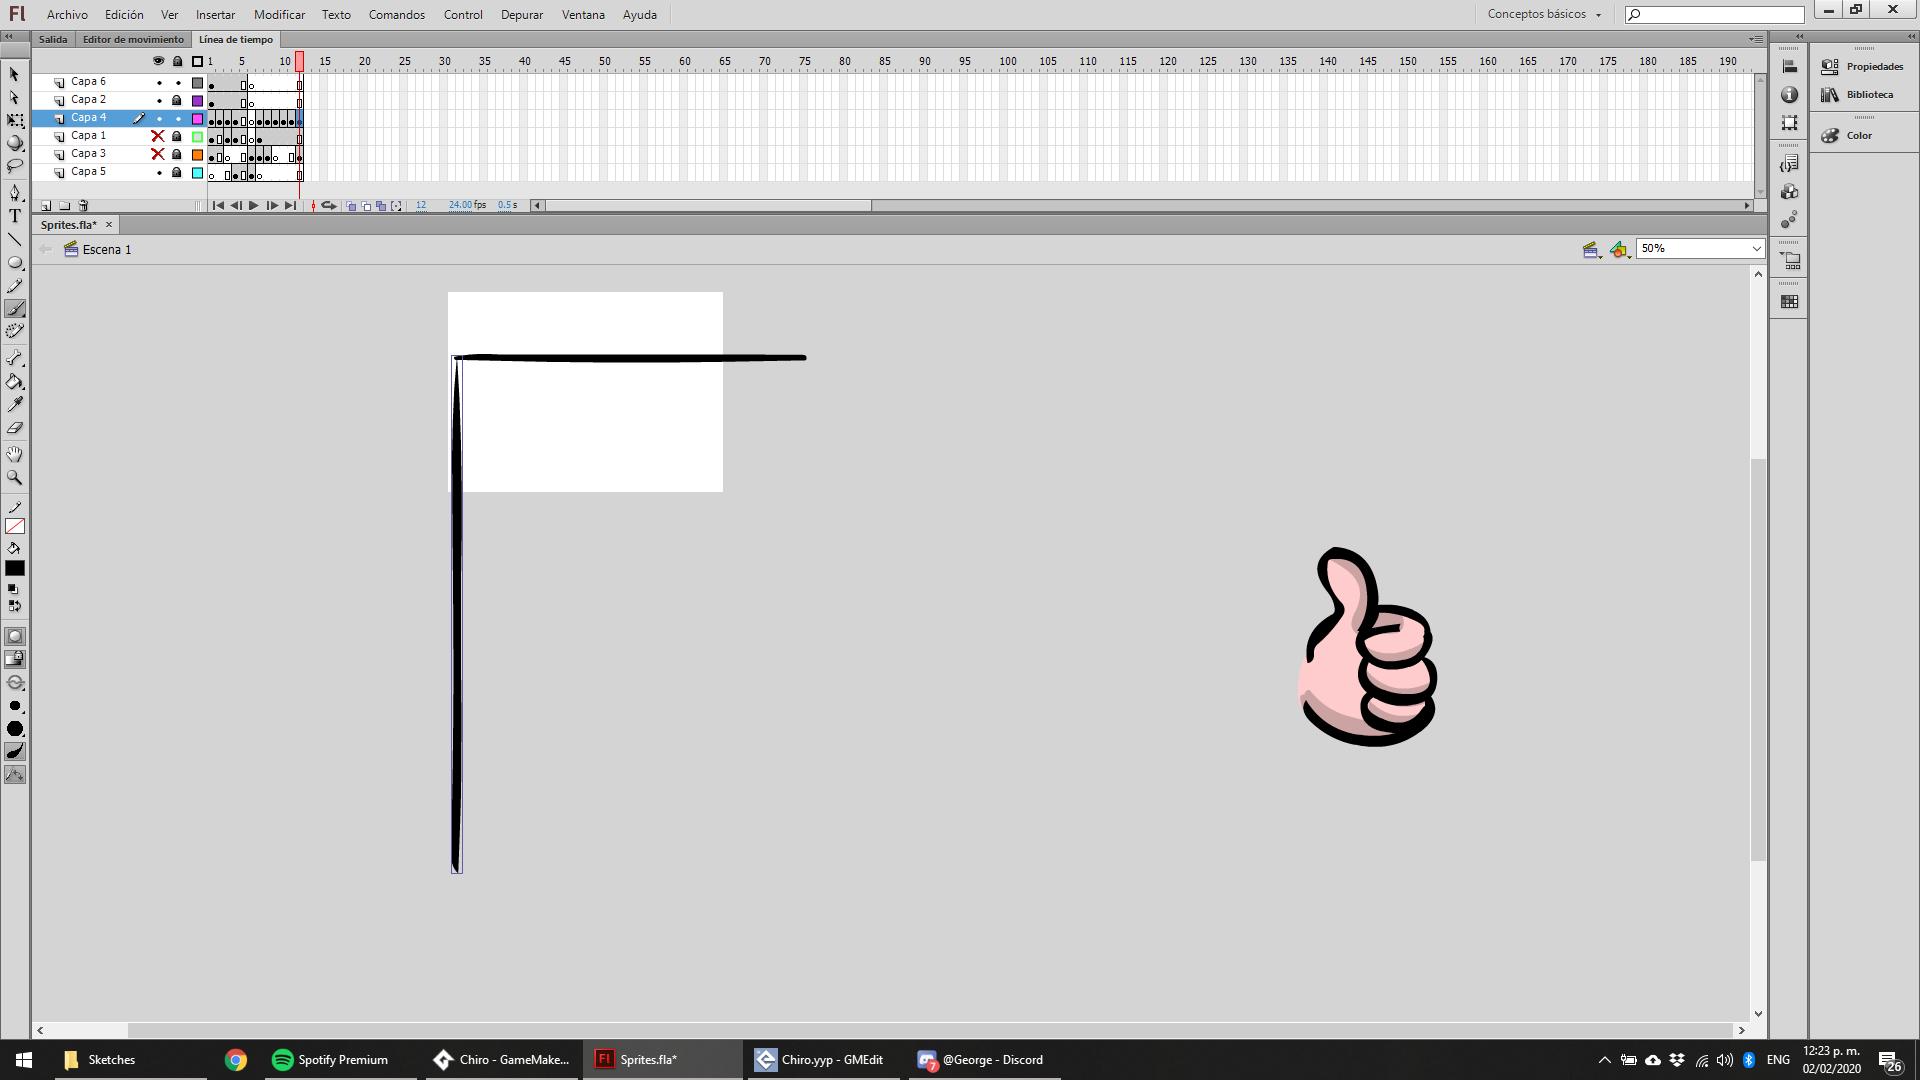 Fl Archivo Edición Ver Insertar Modificar Texto Comandos Control Depurar Ventana Ayuda Conceptos básicos
Salida Editor de movimiento Línea de tiempo
1 5 10 15 20 25 30 35 40 45 50 55 60 65 70 75 80 85 90 95 100 105 110 115 120 125 130 135 140 145 150 155 160 165 170 175 180 185 190
Capa 6
Capa 2
Capa 4
Capa 1
Capa 3
Capa 5
12 24.00 fps 0.5 s
Propiedades
Biblioteca
Color
Sprites.fla* ×
Escena 1 50%
T
Sketches Spotify Premium Chiro - GameMake... Fl Sprites.fla* Chiro.yyp - GMEdit 7 @George - Discord ENG 12:23 p. m. 26
02/02/2020